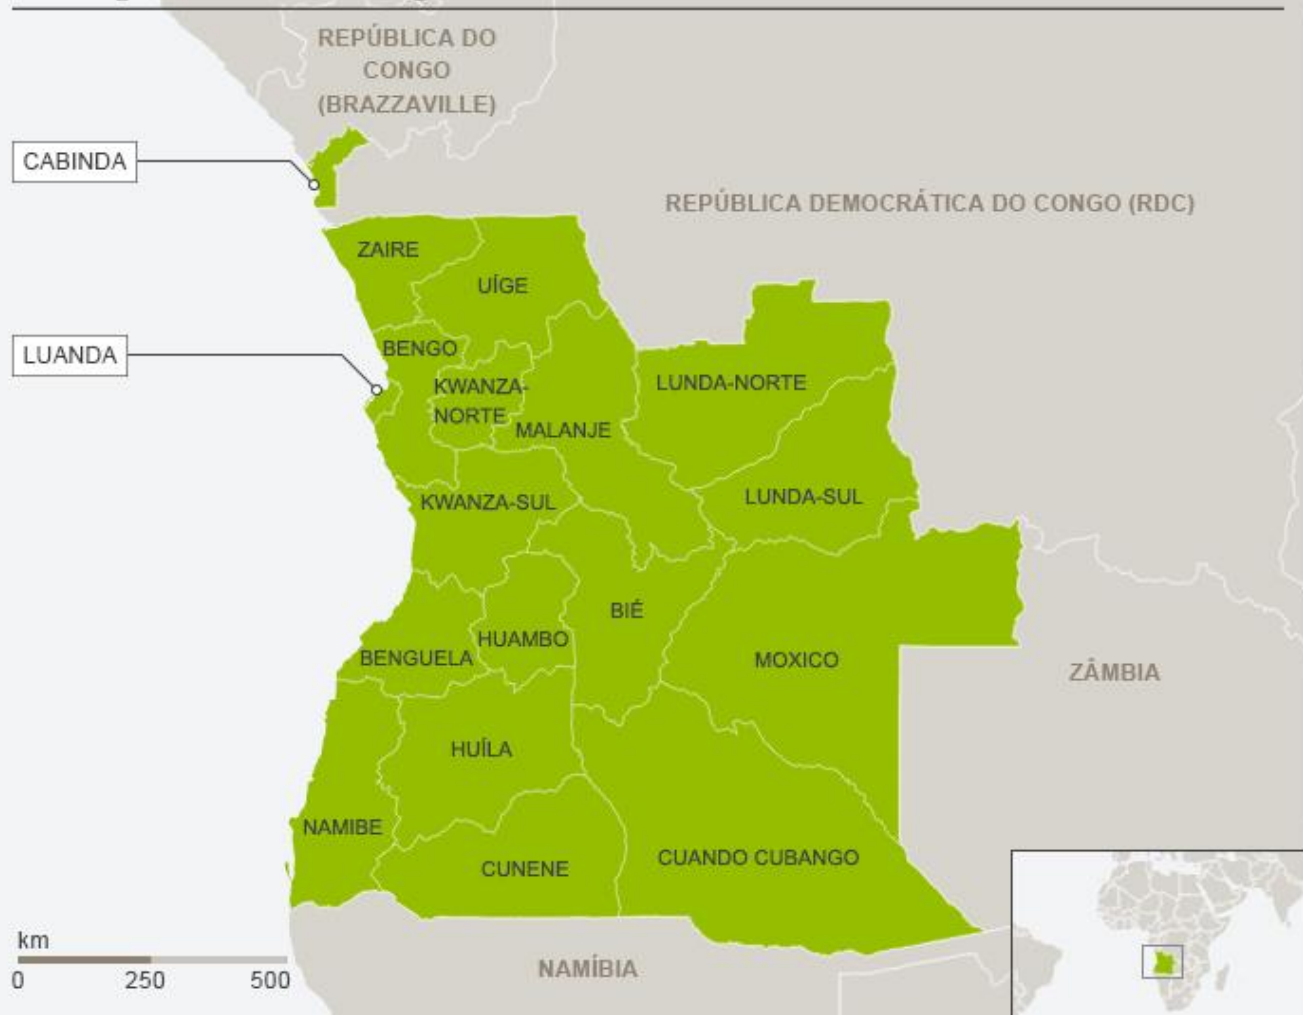 REPÚBLICA DO
CONGO
(BRAZZAVILLE)
CABINDA
REPÚBLICA DEMOCRÁTICA DO CONGO (RDC)
ZAIRE
UÍGE
BENGO
LUANDA
KWANZA-
NORTE
LUNDA-NORTE
MALANJE
KWANZA-SUL
LUNDA-SUL
BIÉ
HUAMBO
BENGUELA
MOXICO
ZÂMBIA
HUÍLA
NAMIBE
CUNENE
CUANDO CUBANGO
km
0 250 500
NAMÍBIA